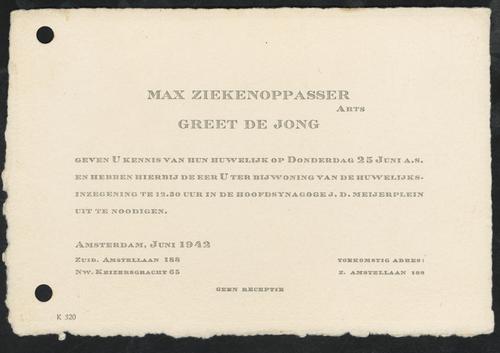 MAX ZIEKENOPPASSER
ARTS
GREET DE JONG
GEVEN U KENNIS VAN HUN HUWELIJK OP DONDERDAG 25 JUNI A.S.
EN HEBBEN HIERBIJ DE EER U TER BIJWONING VAN DE HUWELIJKS-
INZEGENING TE 12.30 UUR IN DE HOOFDSYNAGOGE J. D. MEIJERPLEIN
UIT TE NOODIGEN.
AMSTERDAM, JUNI 1942
ZUID. AMSTELLAAN 188
NW. KEIZERSGRACHT 65
TOEKOMSTIG ADRES:
Z. AMSTELLAAN 188
GEEN RECEPTIE
K 320